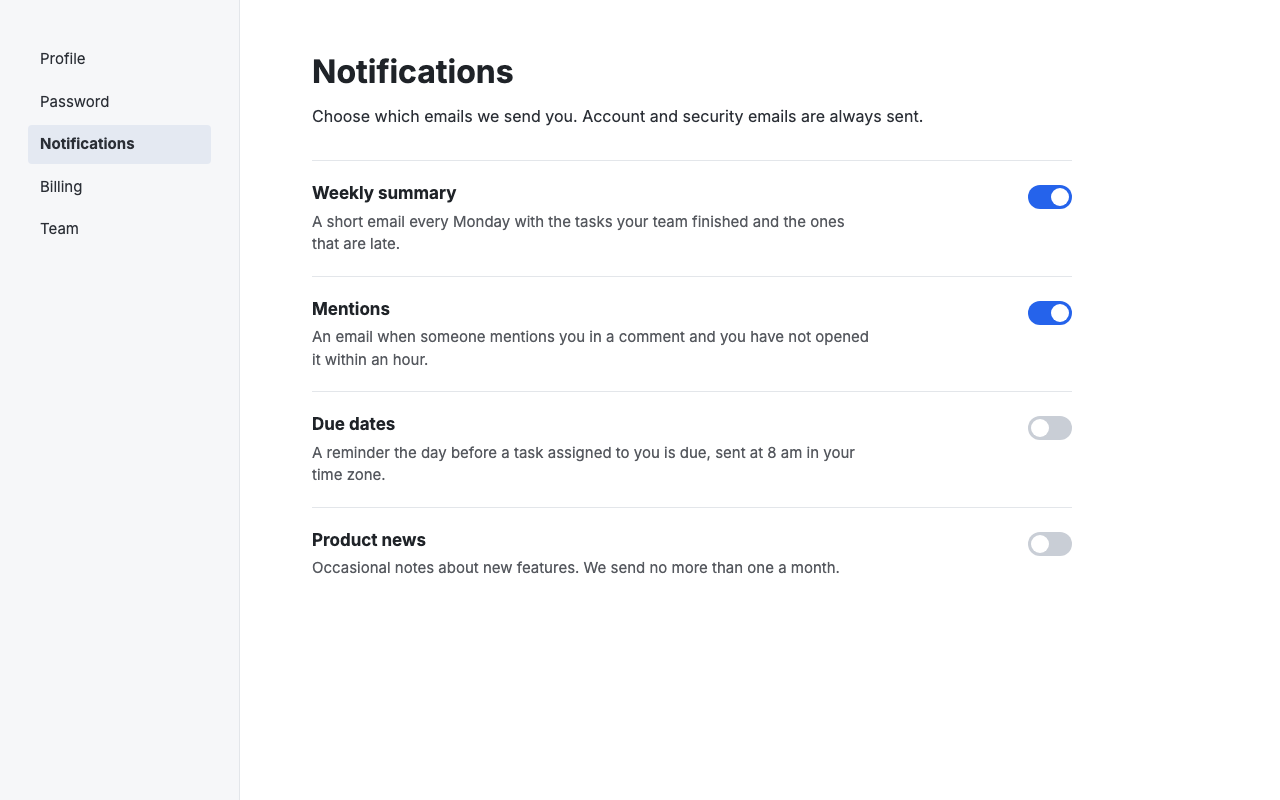 Profile
Password
Notifications
Billing
Team
Notifications
Choose which emails we send you. Account and security emails are always sent.
Weekly summary
A short email every Monday with the tasks your team finished and the ones
that are late.
Mentions
An email when someone mentions you in a comment and you have not opened
it within an hour.
Due dates
A reminder the day before a task assigned to you is due, sent at 8 am in your
time zone.
Product news
Occasional notes about new features. We send no more than one a month.